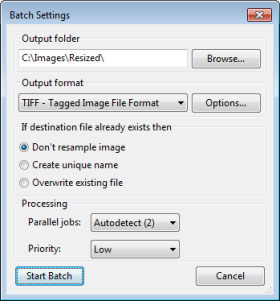 Batch Settings
Output folder
C:\Images\Resized\
Browse...
Output format
TIFF - Tagged Image File Format
Options...
If destination file already exists then
Don't resample image
Create unique name
Overwrite existing file
Processing
Parallel jobs:
Autodetect (2)
Priority:
Low
Start Batch
Cancel